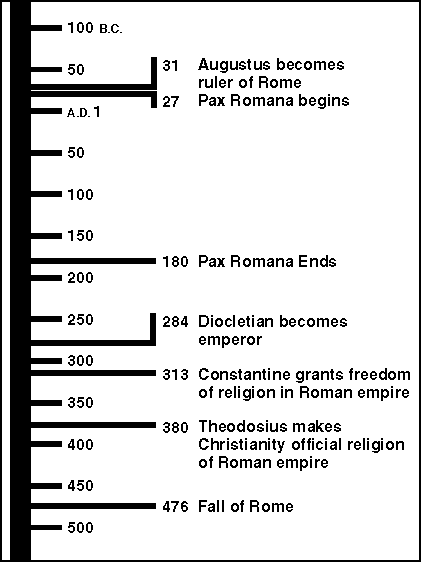 100 B.C.
50
31 Augustus becomes
ruler of Rome
27 Pax Romana begins
A.D. 1
50
100
150
180 Pax Romana Ends
200
250
284 Diocletian becomes
emperor
300
313 Constantine grants freedom
of religion in Roman empire
350
380 Theodosius makes
Christianity official religion
of Roman empire
400
450
476 Fall of Rome
500